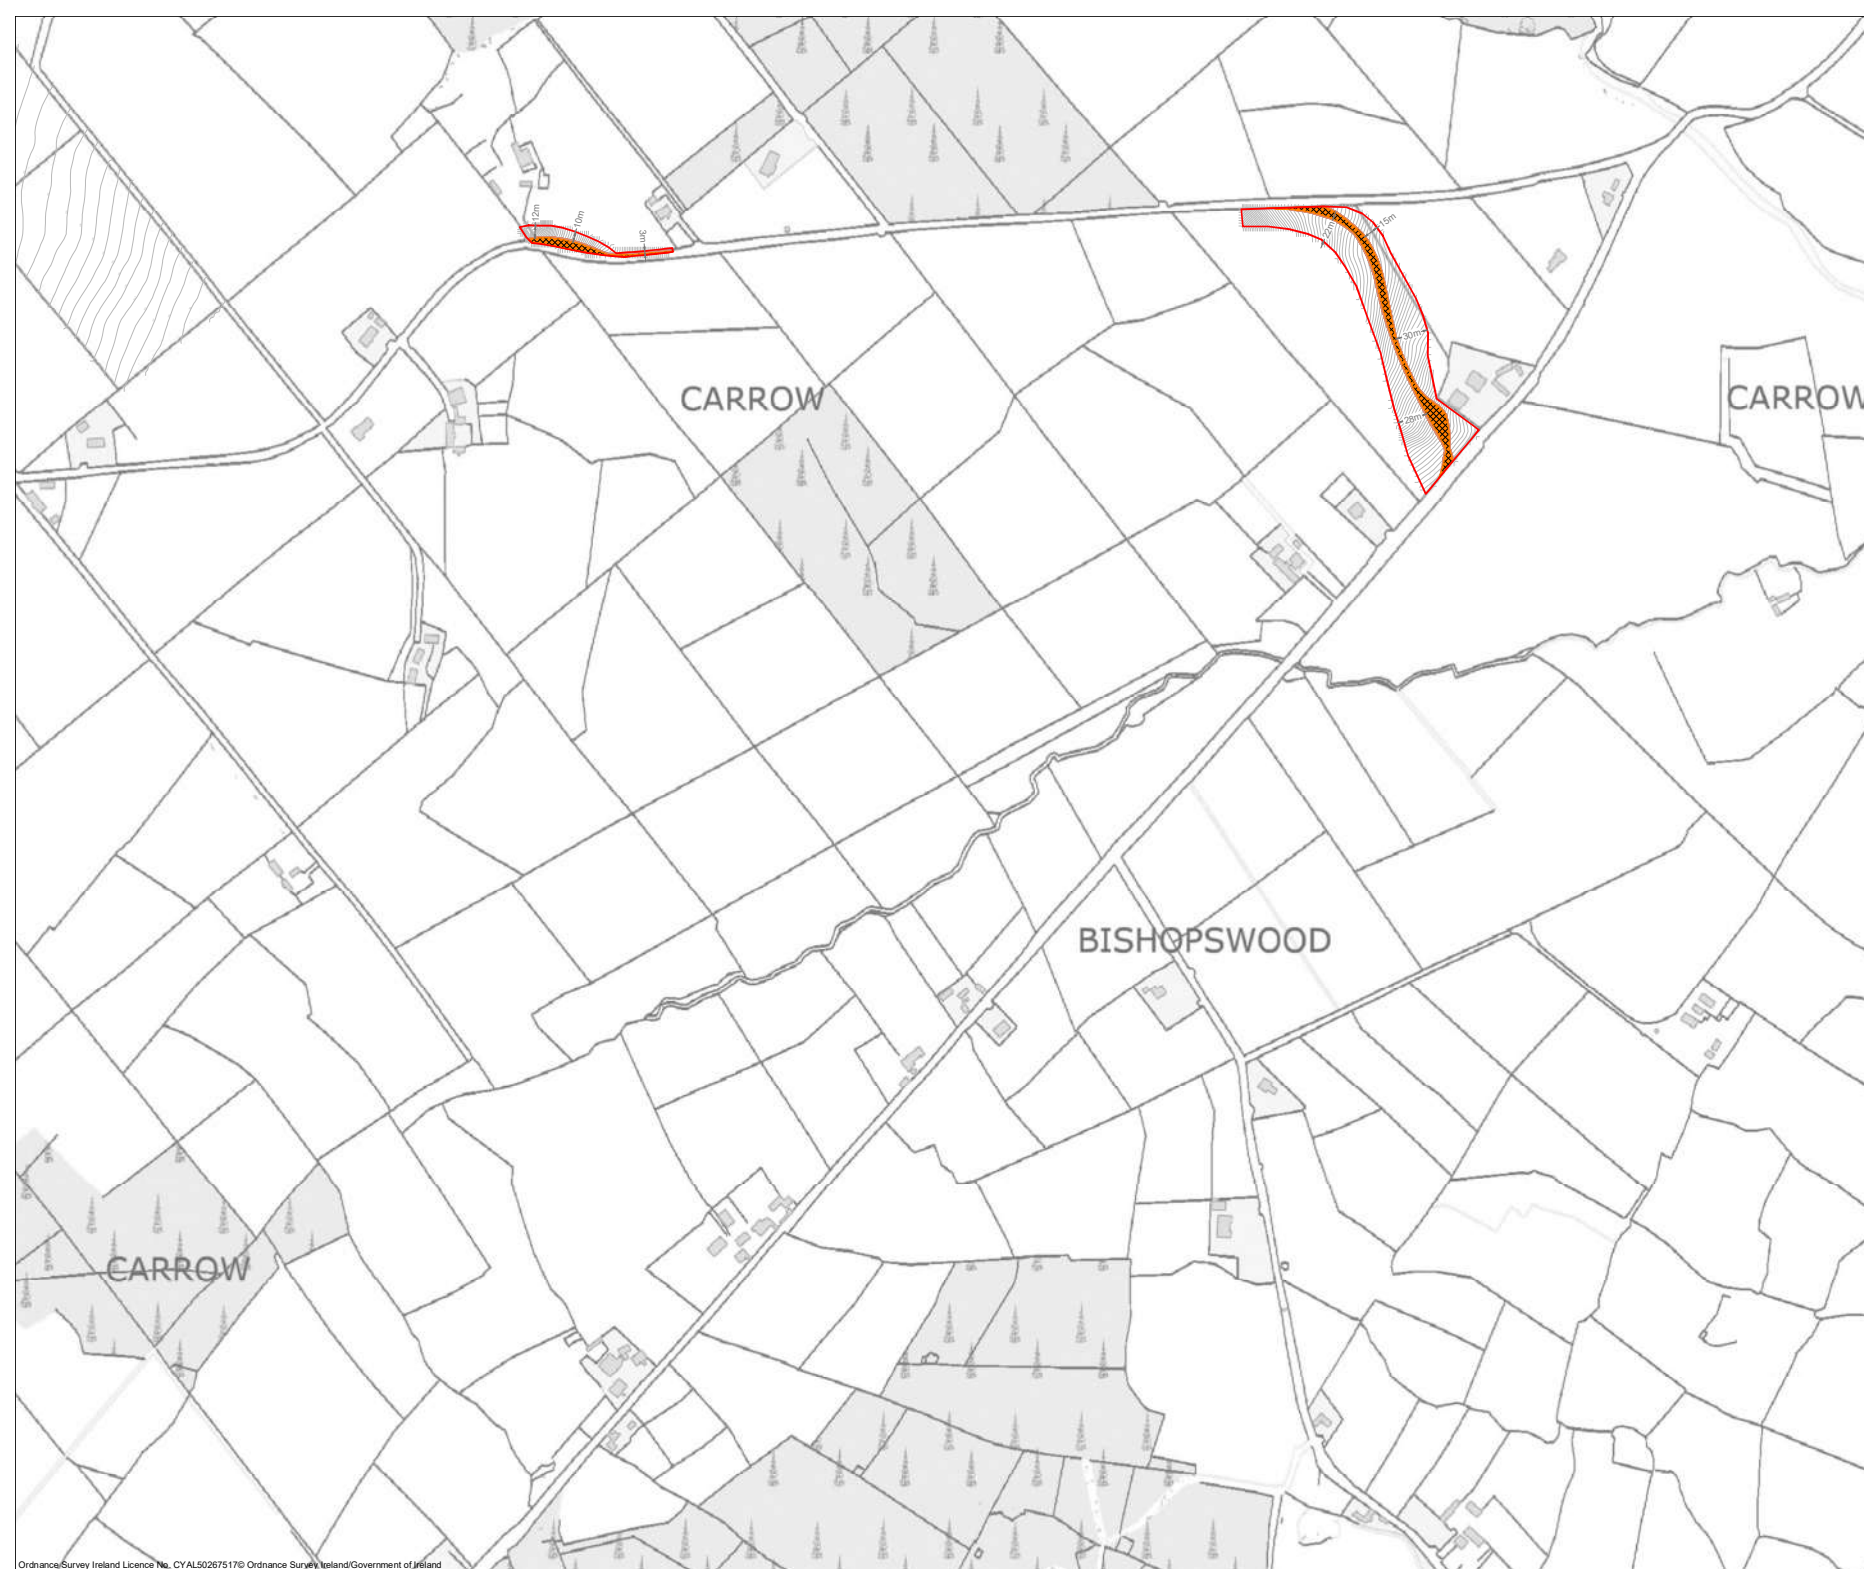 12m
10m
3m
22m
15m
30m
28m
CARROW
CARROW
BISHOPSWOOD
CARROW
Ordnance Survey Ireland Licence No. CYAL50267517© Ordnance Survey Ireland/Government of Ireland